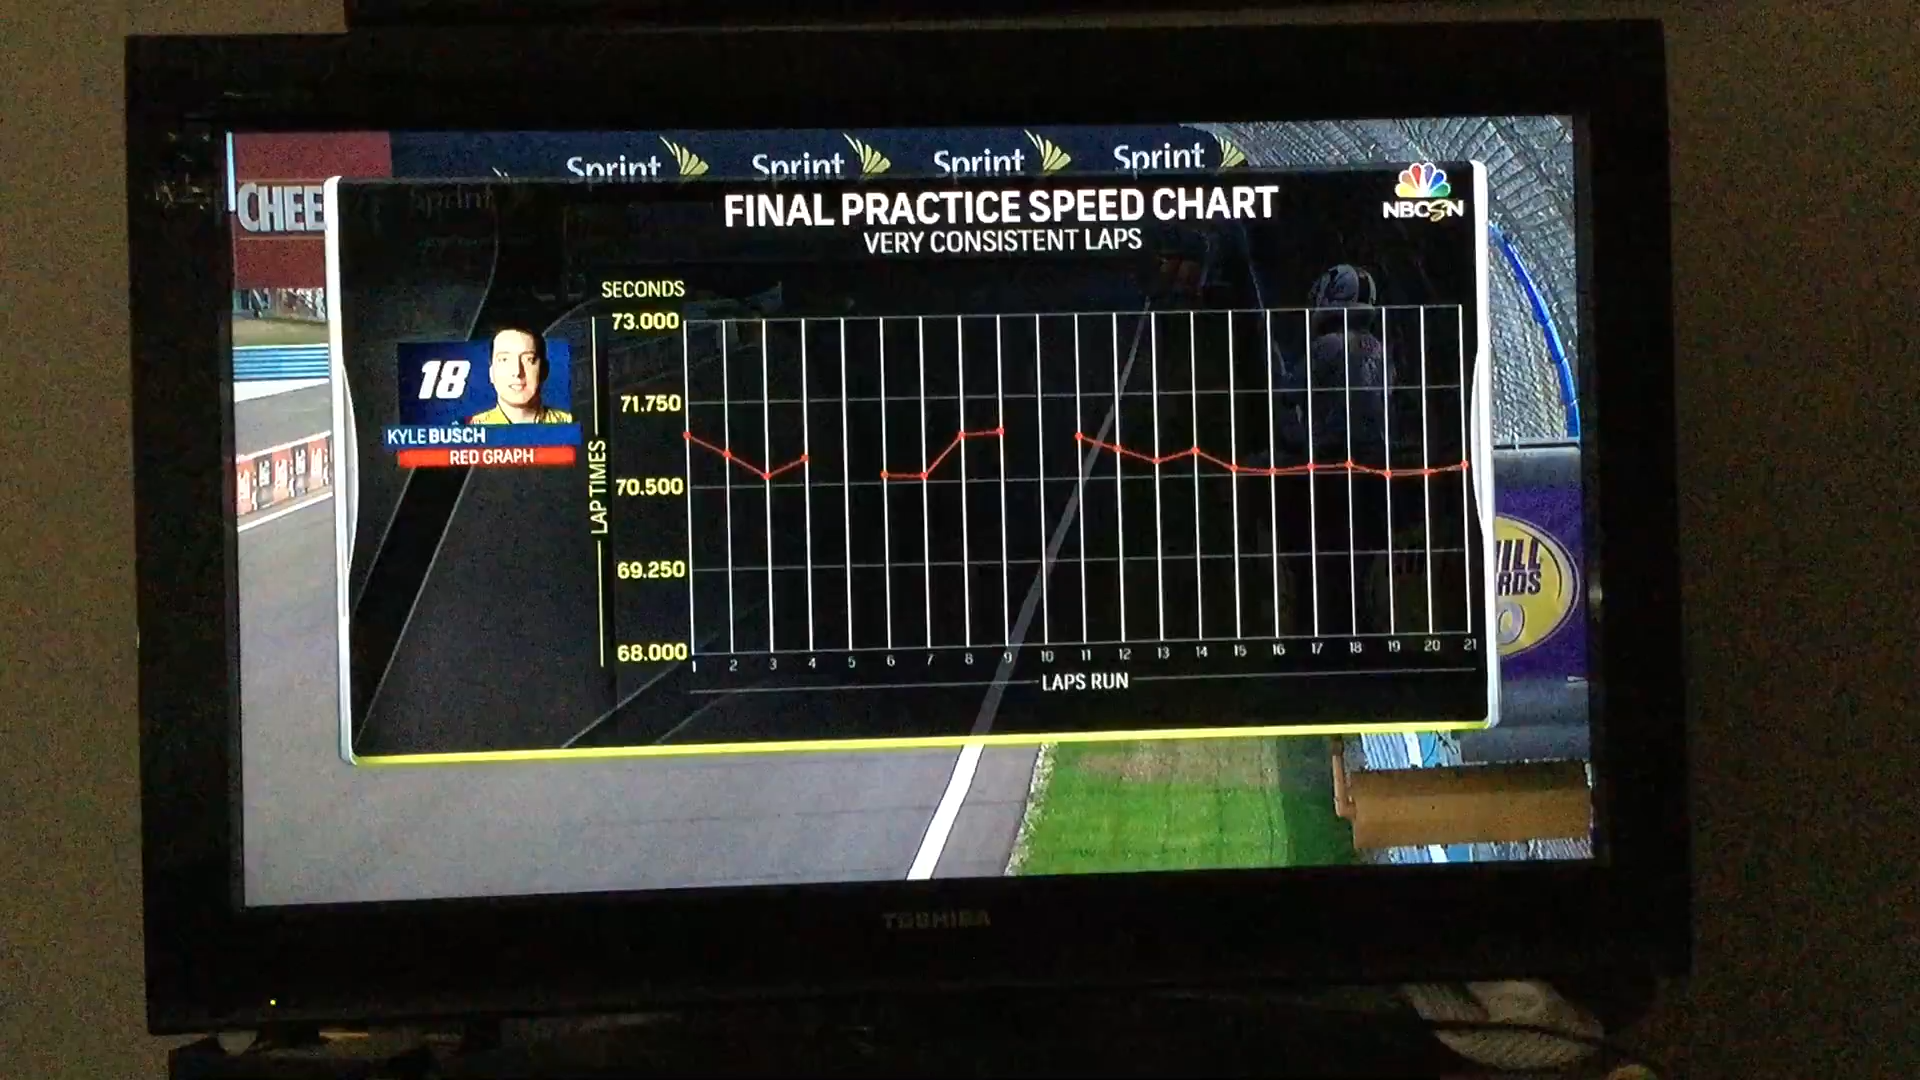 CHEE
Sprint
Sprint
Sprint
Sprint
FINAL PRACTICE SPEED CHART
VERY CONSISTENT LAPS
NBCSN
SECONDS
73.000
71.750
70.500
69.250
68.000
LAP TIMES
18
KYLE BUSCH
RED GRAPH
1 2 3 4 5 6 7 8 9 10 11 12 13 14 15 16 17 18 19 20 21
LAPS RUN
ILL
RDS
TOSHIBA